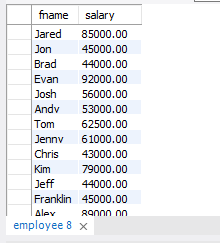 fname salary
Jared 85000.00
Jon 45000.00
Brad 44000.00
Evan 92000.00
Josh 56000.00
Andy 53000.00
Tom 62500.00
Jenny 61000.00
Chris 43000.00
Kim 79000.00
Jeff 44000.00
Franklin 45000.00
Alex 89000.00
employee 8